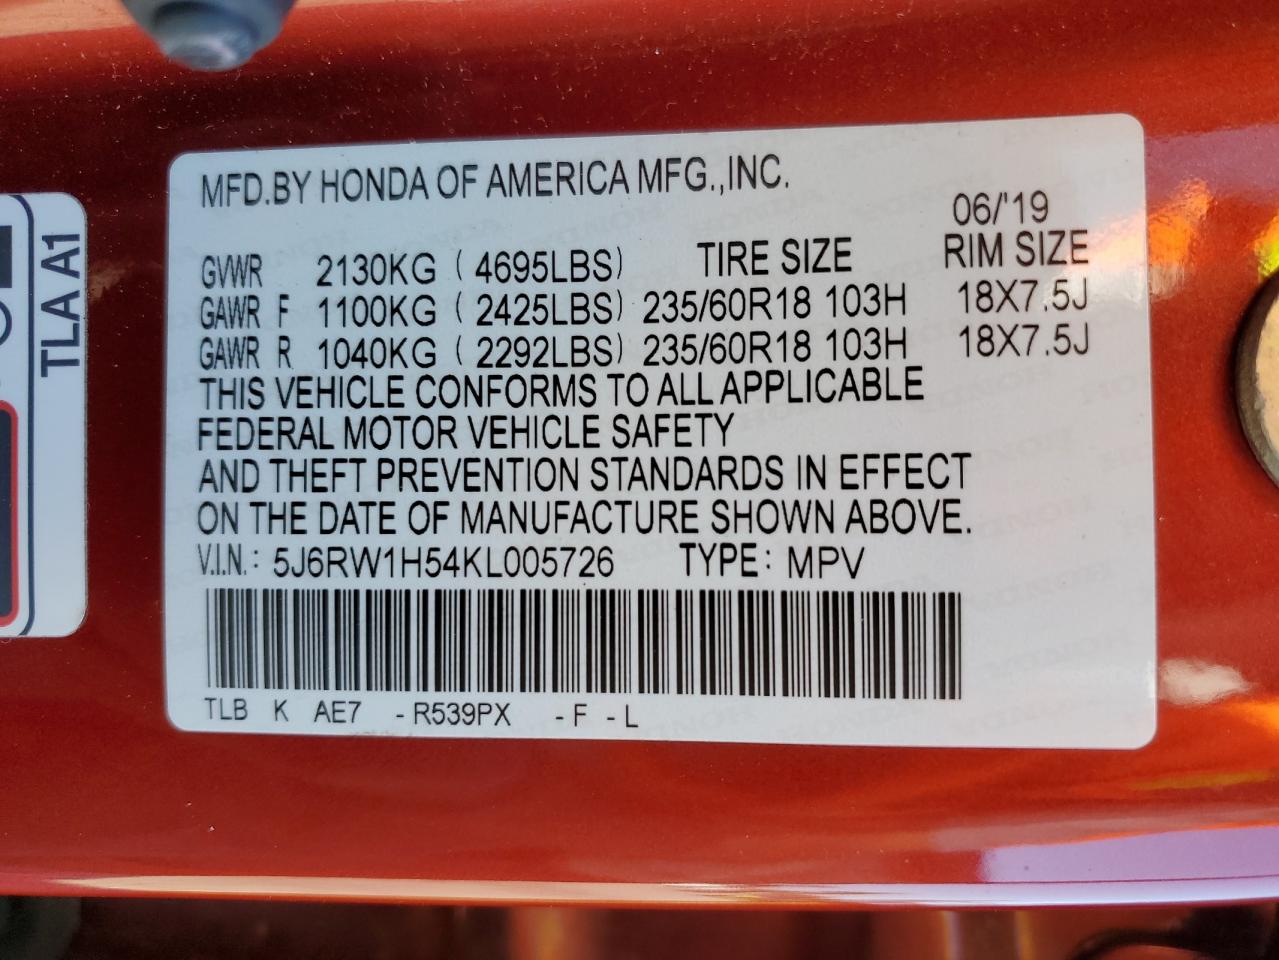 MFD.BY HONDA OF AMERICA MFG.,INC.
06/'19
GVWR 2130KG ( 4695LBS) TIRE SIZE RIM SIZE
GAWR F 1100KG ( 2425LBS) 235/60R18 103H 18X7.5J
GAWR R 1040KG ( 2292LBS) 235/60R18 103H 18X7.5J
THIS VEHICLE CONFORMS TO ALL APPLICABLE
FEDERAL MOTOR VEHICLE SAFETY
AND THEFT PREVENTION STANDARDS IN EFFECT
ON THE DATE OF MANUFACTURE SHOWN ABOVE.
V.I.N.: 5J6RW1H54KL005726 TYPE: MPV
TLB K AE7 -R539PX -F -L
TLA A1